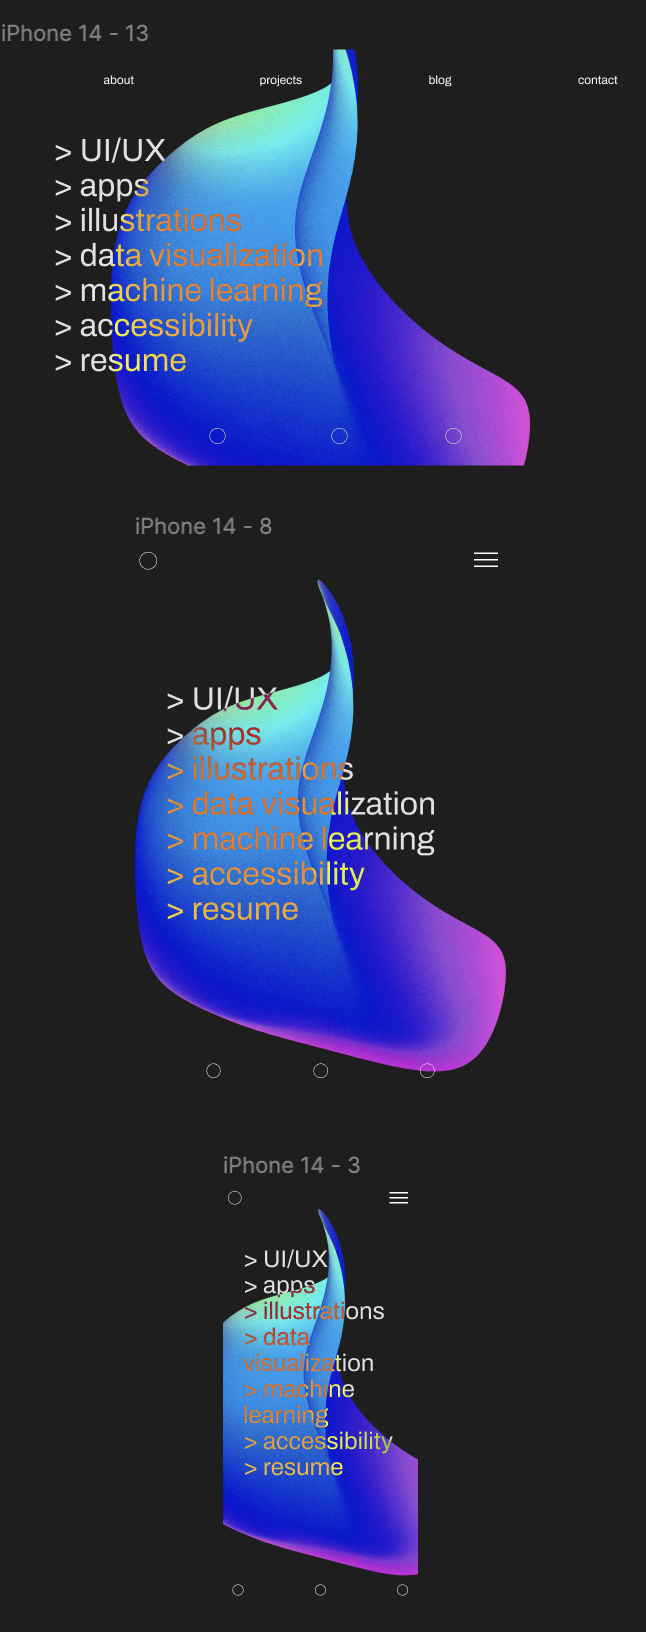 iPhone 14 - 13
about projects blog contact
> UI/UX
> apps
> illustrations
> data visualization
> machine learning
> accessibility
> resume
iPhone 14 - 8
> UI/UX
> apps
> illustrations
> data visualization
> machine learning
> accessibility
> resume
iPhone 14 - 3
> UI/UX
> apps
> illustrations
> data
visualization
> machine
learning
> accessibility
> resume